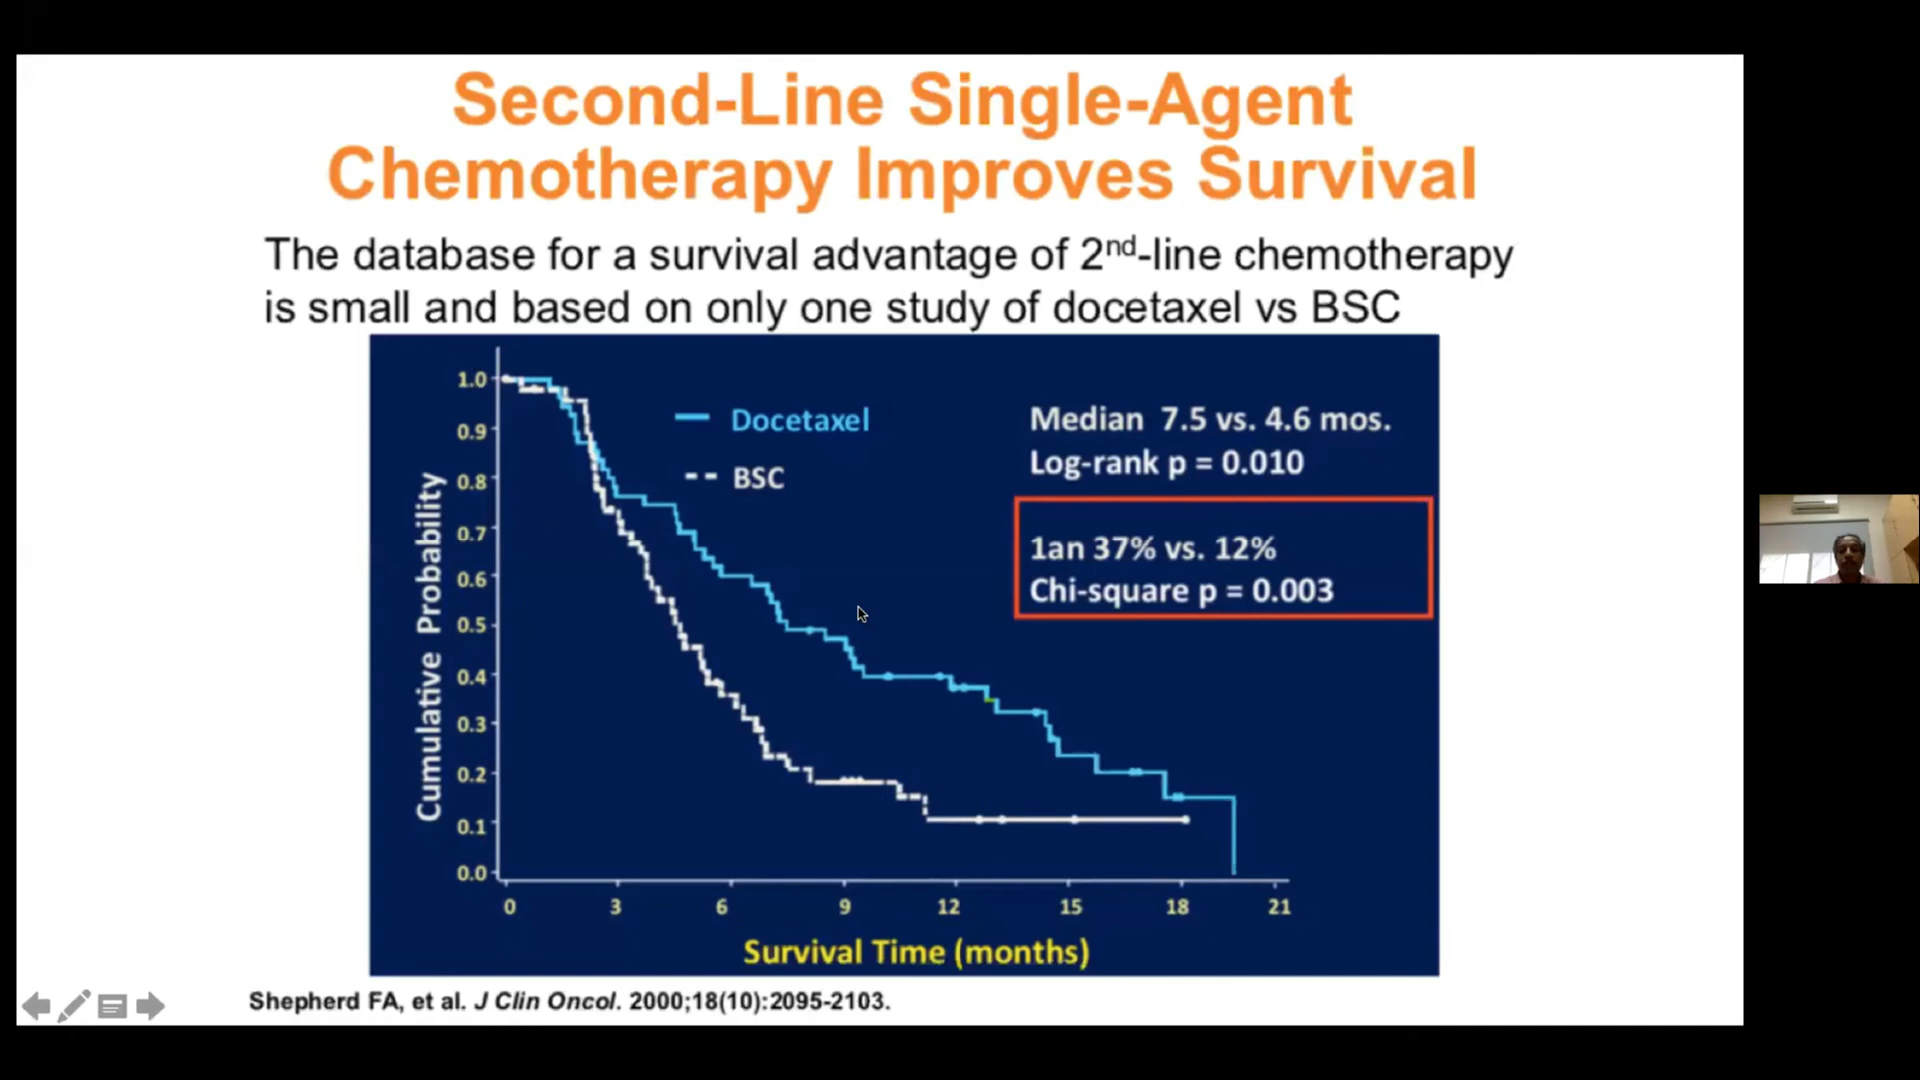 Second-Line Single-Agent
Chemotherapy Improves Survival
The database for a survival advantage of 2nd-line chemotherapy
is small and based on only one study of docetaxel vs BSC
Docetaxel
BSC
Median 7.5 vs. 4.6 mos.
Log-rank p = 0.010
1an 37% vs. 12%
Chi-square p = 0.003
Cumulative Probability
1.0
0.9
0.8
0.7
0.6
0.5
0.4
0.3
0.2
0.1
0.0
0 3 6 9 12 15 18 21
Survival Time (months)
Shepherd FA, et al. J Clin Oncol. 2000;18(10):2095-2103.